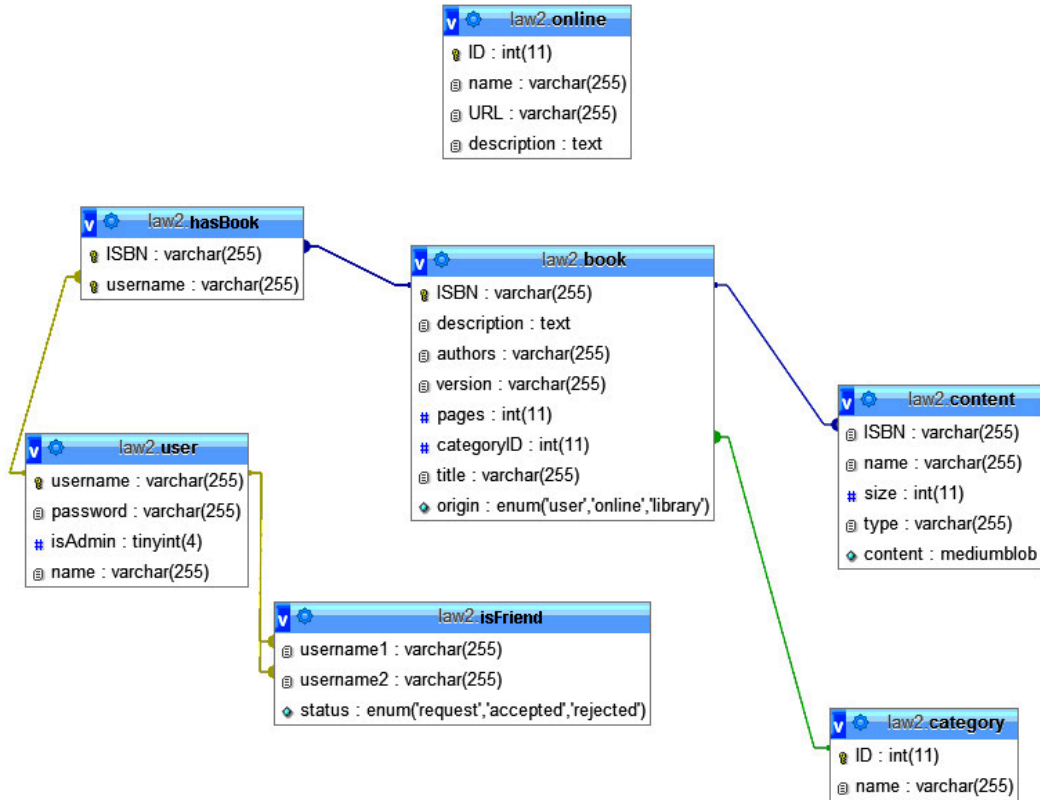 law2.online
ID : int(11)
name : varchar(255)
URL : varchar(255)
description : text
law2.hasBook
ISBN : varchar(255)
username : varchar(255)
law2.book
ISBN : varchar(255)
description : text
authors : varchar(255)
version : varchar(255)
# pages : int(11)
# categoryID : int(11)
title : varchar(255)
origin : enum('user','online','library')
law2.content
ISBN : varchar(255)
name : varchar(255)
# size : int(11)
type : varchar(255)
content : mediumblob
law2.user
username : varchar(255)
password : varchar(255)
# isAdmin : tinyint(4)
name : varchar(255)
law2.isFriend
username1 : varchar(255)
username2 : varchar(255)
status : enum('request','accepted','rejected')
law2.category
ID : int(11)
name : varchar(255)